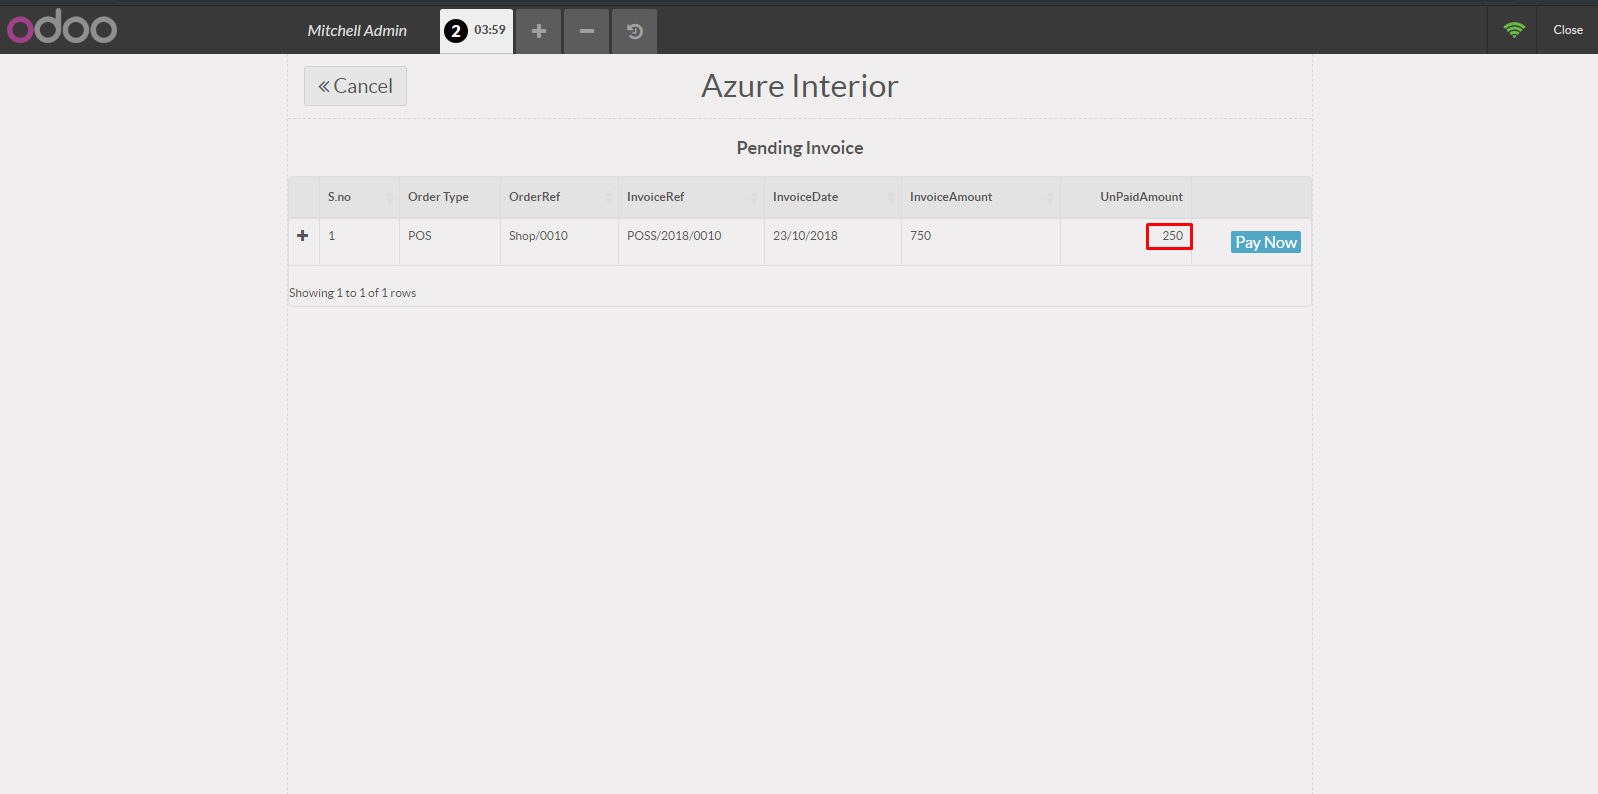 odoo Mitchell Admin 2 03:59 Close
Cancel Azure Interior
Pending Invoice
S.no Order Type OrderRef InvoiceRef InvoiceDate InvoiceAmount UnPaidAmount
1 POS Shop/0010 POSS/2018/0010 23/10/2018 750 250 Pay Now
Showing 1 to 1 of 1 rows